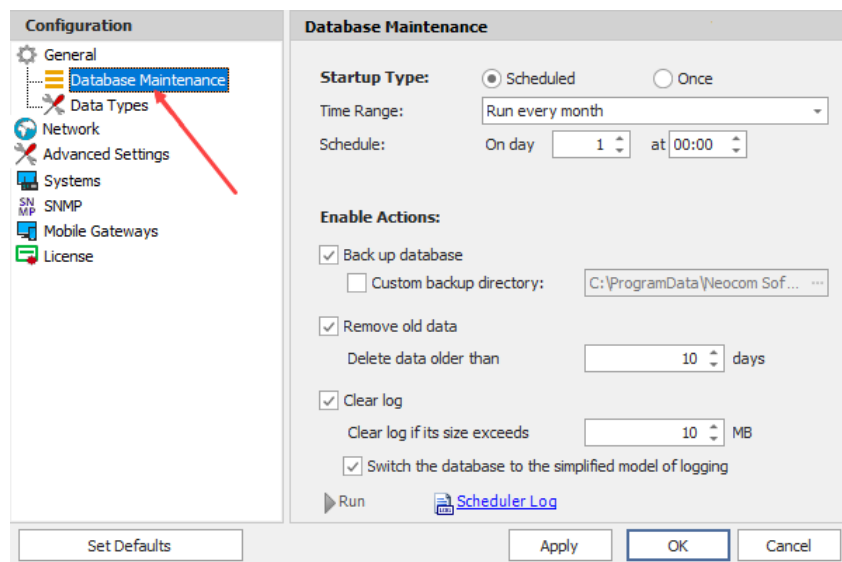 Configuration
General
Database Maintenance
Data Types
Network
Advanced Settings
Systems
SNMP
Mobile Gateways
License
Database Maintenance
Startup Type: Scheduled Once
Time Range: Run every month
Schedule: On day 1 at 00:00
Enable Actions:
Back up database
Custom backup directory: C:\ProgramData\Neocom Sof... ...
Remove old data
Delete data older than 10 days
Clear log
Clear log if its size exceeds 10 MB
Switch the database to the simplified model of logging
Run LOG Scheduler Log
Set Defaults Apply OK Cancel